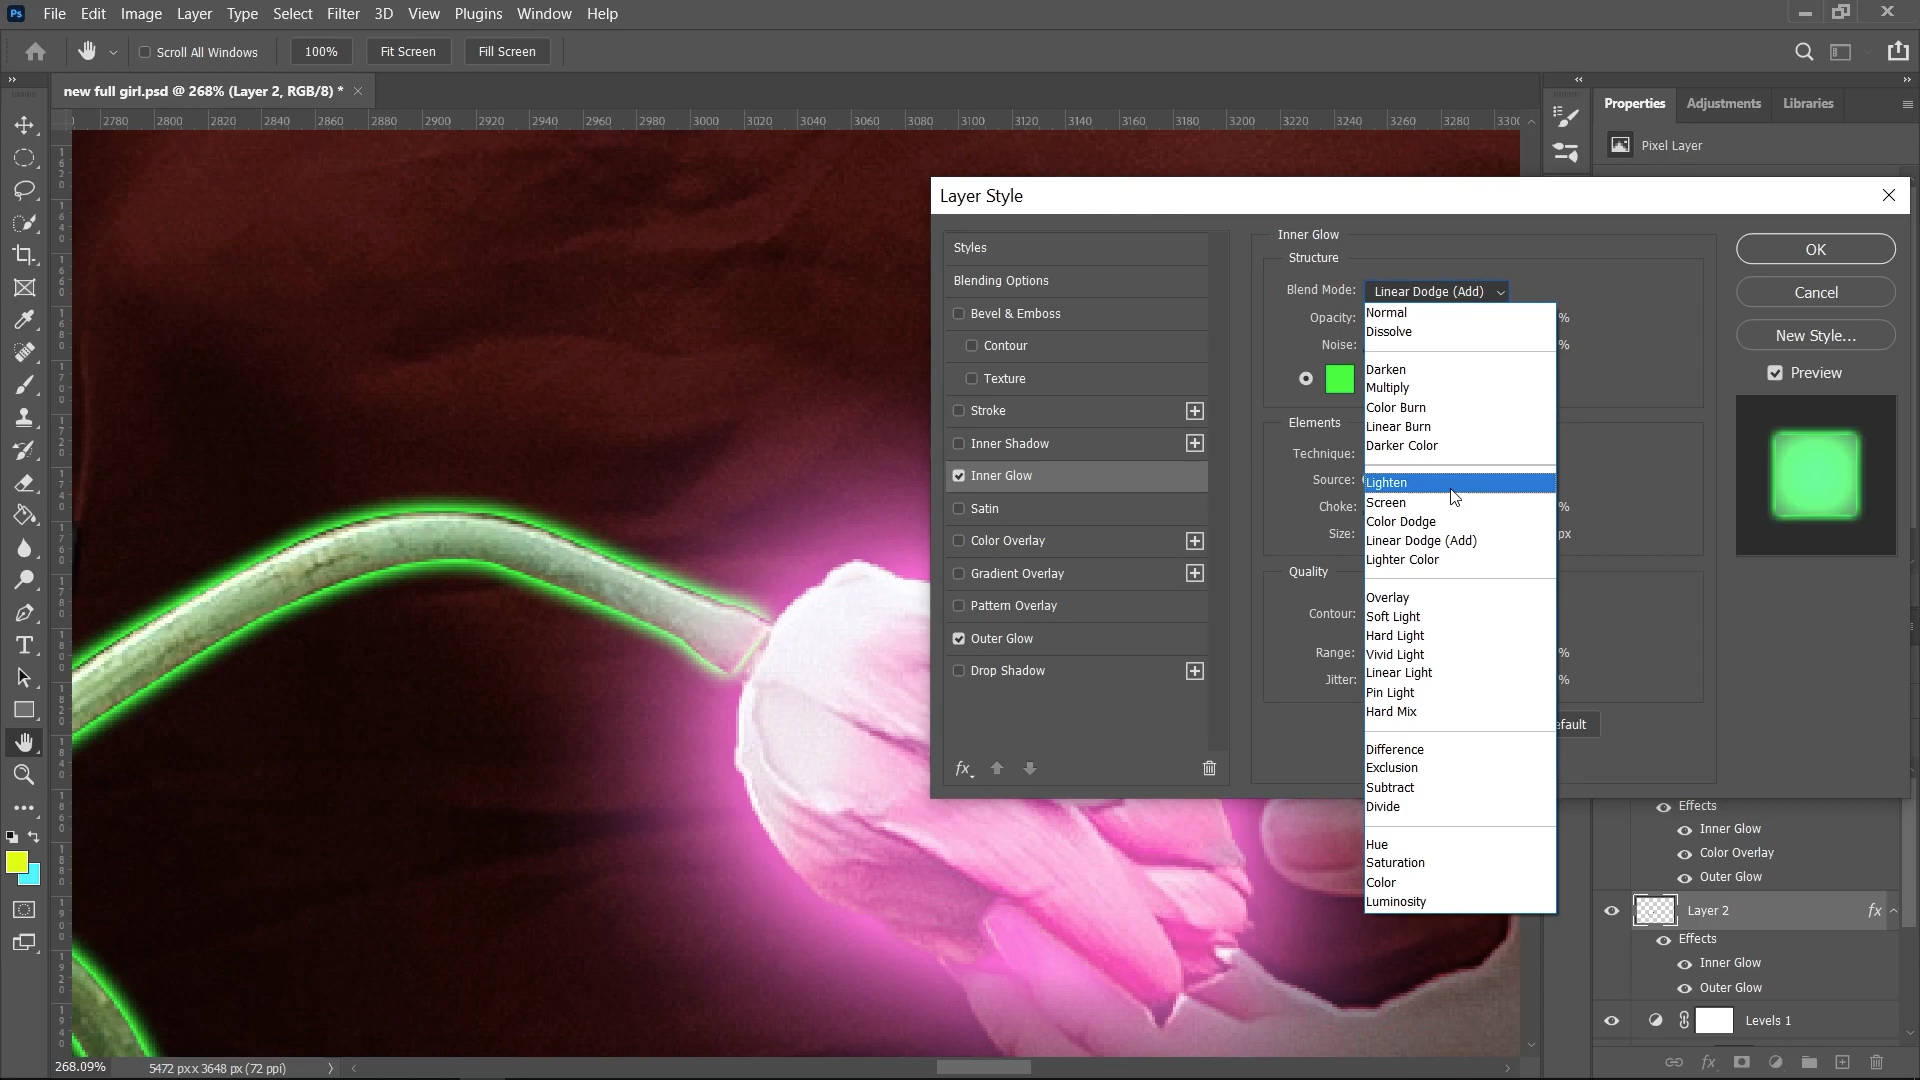 Ps File Edit Image Layer Type Select Filter 3D View Plugins Window Help
Scroll All Windows 100% Fit Screen Fill Screen
new full girl.psd @ 268% (Layer 2, RGB/8) *
2780 2800 2820 2840 2860 2880 2900 2920 2940 2960 2980 3000 3020 3040 3060 3080 3100 3120 3140 3160 3180 3200 3220 3240 3260 3280 3300
Properties Adjustments Libraries
Pixel Layer
Layer Style
Styles
Blending Options
Bevel & Emboss
Contour
Texture
Stroke
Inner Shadow
Inner Glow
Satin
Color Overlay
Gradient Overlay
Pattern Overlay
Outer Glow
Drop Shadow
fx
Inner Glow
Structure
Blend Mode: Linear Dodge (Add)
Opacity: %
Noise: %
Elements
Technique:
Source:
Choke: %
Size: px
Quality
Contour:
Range: %
Jitter: %
efault
Normal
Dissolve
Darken
Multiply
Color Burn
Linear Burn
Darker Color
Lighten
Screen
Color Dodge
Linear Dodge (Add)
Lighter Color
Overlay
Soft Light
Hard Light
Vivid Light
Linear Light
Pin Light
Hard Mix
Difference
Exclusion
Subtract
Divide
Hue
Saturation
Color
Luminosity
OK
Cancel
New Style...
Preview
Effects
Inner Glow
Color Overlay
Outer Glow
Layer 2 fx
Effects
Inner Glow
Outer Glow
Levels 1
fx
268.09% 5472 px x 3648 px (72 ppi)